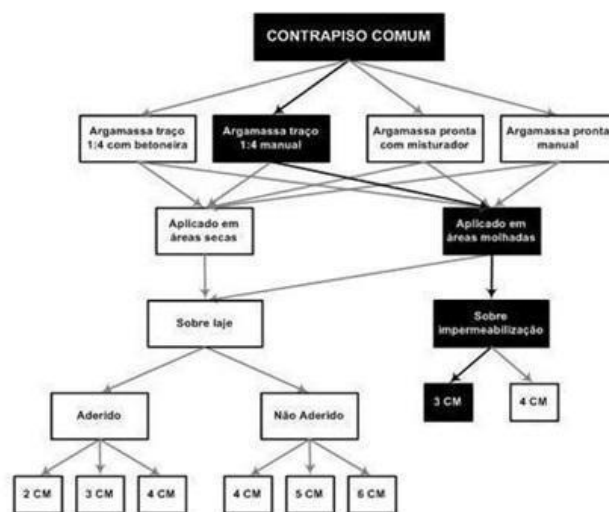 CONTRAPISO COMUM
Argamassa traço
1:4 com betoneira
Argamassa traço
1:4 manual
Argamassa pronta
com misturador
Argamassa pronta
manual
Aplicado em
áreas secas
Aplicado em
áreas molhadas
Sobre laje
Sobre
impermeabilização
Aderido
Não Aderido
3 CM
4 CM
2 CM
3 CM
4 CM
4 CM
5 CM
6 CM